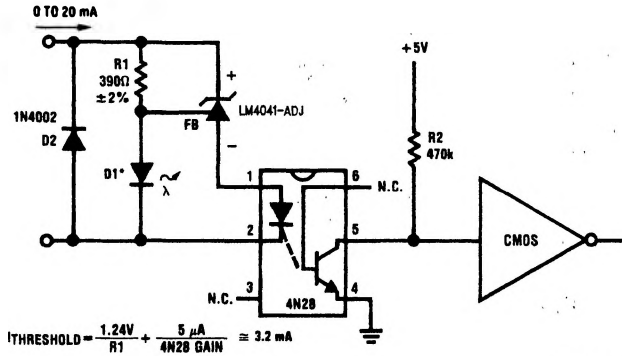 0 TO 20 mA
+5V
R1
390Ω
±2%
+
LM4041-ADJ
1N4002
D2
FB
−
R2
470k
D1*
λ
1
6
N.C.
2
5
CMOS
3
N.C.
4
4N28
ITHRESHOLD = 1.24V / R1 + 5 μA / 4N28 GAIN ≅ 3.2 mA